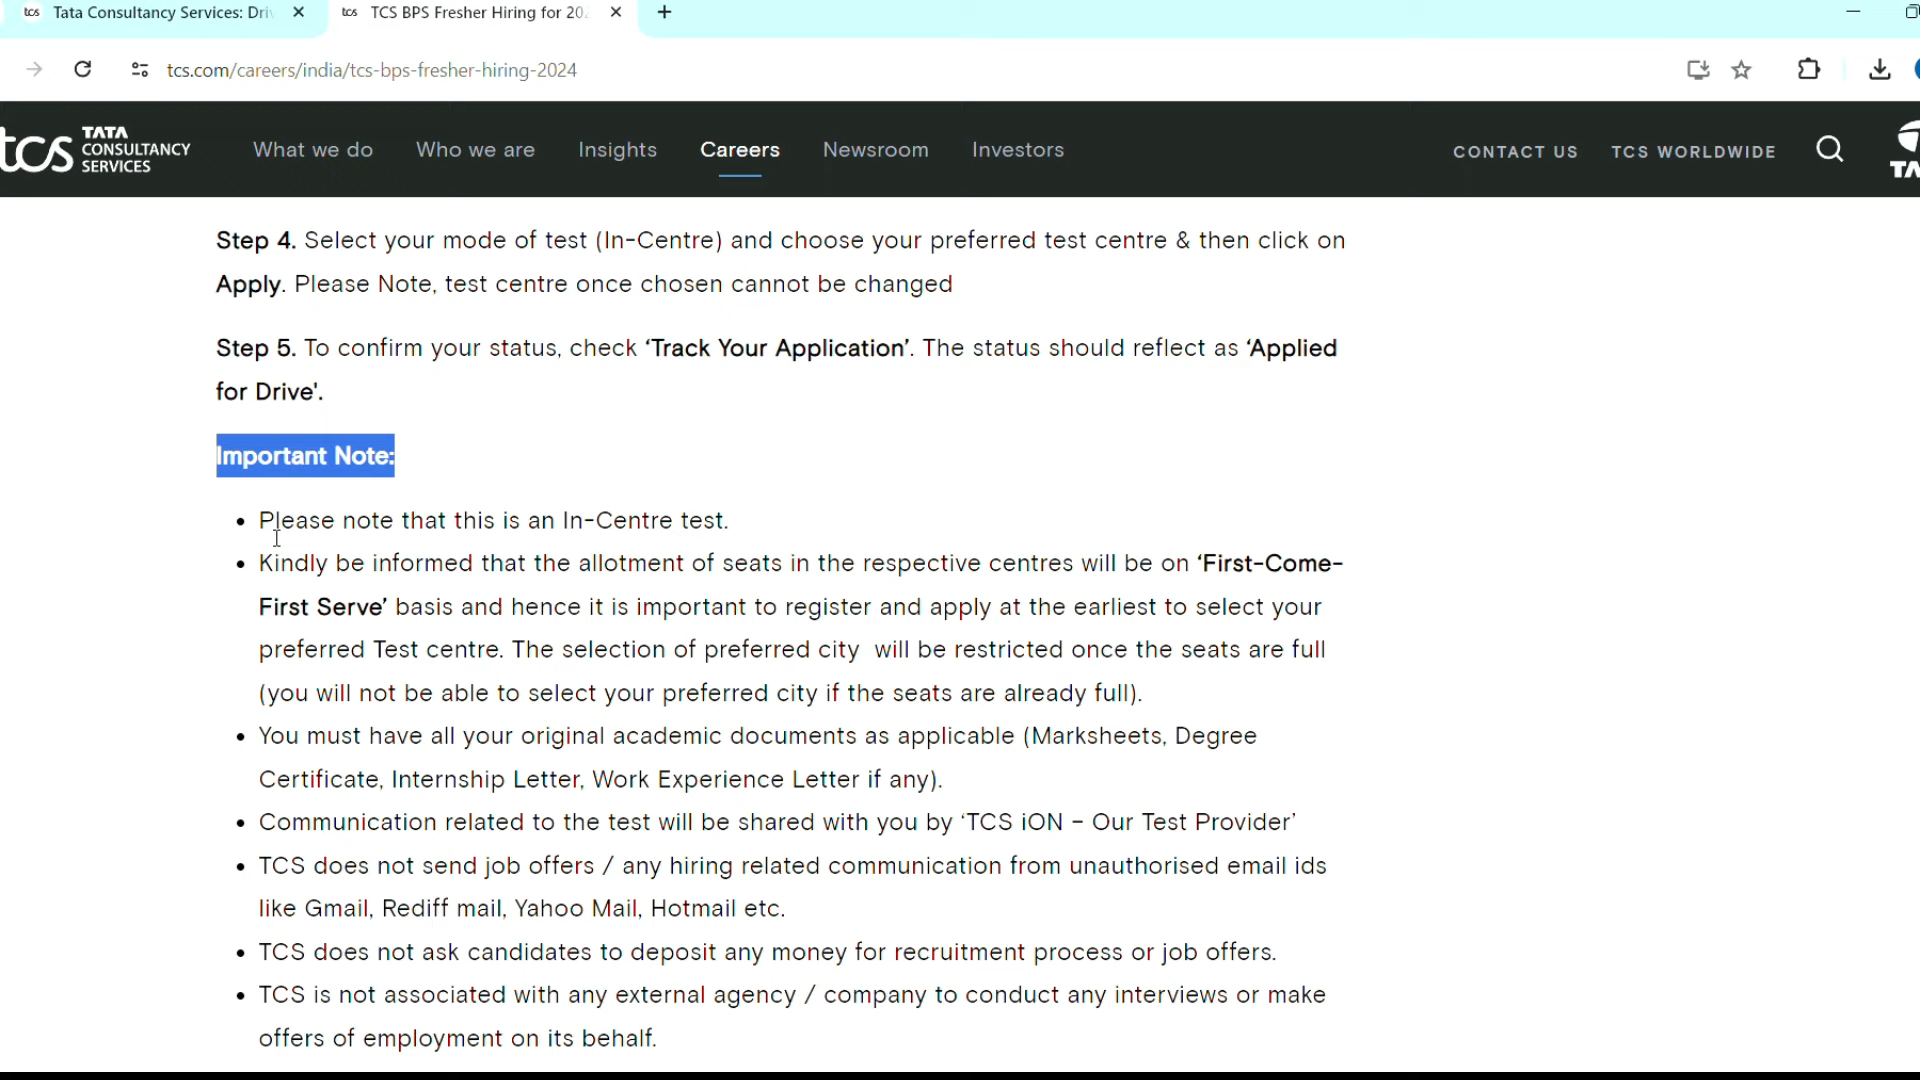 tcs Tata Consultancy Services: Dri
tcs TCS BPS Fresher Hiring for 20
tcs.com/careers/india/tcs-bps-fresher-hiring-2024
tcs TATA CONSULTANCY SERVICES
What we do Who we are Insights Careers Newsroom Investors CONTACT US TCS WORLDWIDE TA
Step 4. Select your mode of test (In-Centre) and choose your preferred test centre & then click on
Apply. Please Note, test centre once chosen cannot be changed
Step 5. To confirm your status, check ‘Track Your Application’. The status should reflect as ‘Applied
for Drive'.
Important Note:
• Please note that this is an In-Centre test.
• Kindly be informed that the allotment of seats in the respective centres will be on ‘First-Come-
First Serve’ basis and hence it is important to register and apply at the earliest to select your
preferred Test centre. The selection of preferred city will be restricted once the seats are full
(you will not be able to select your preferred city if the seats are already full).
• You must have all your original academic documents as applicable (Marksheets, Degree
Certificate, Internship Letter, Work Experience Letter if any).
• Communication related to the test will be shared with you by ‘TCS iON – Our Test Provider’
• TCS does not send job offers / any hiring related communication from unauthorised email ids
like Gmail, Rediff mail, Yahoo Mail, Hotmail etc.
• TCS does not ask candidates to deposit any money for recruitment process or job offers.
• TCS is not associated with any external agency / company to conduct any interviews or make
offers of employment on its behalf.